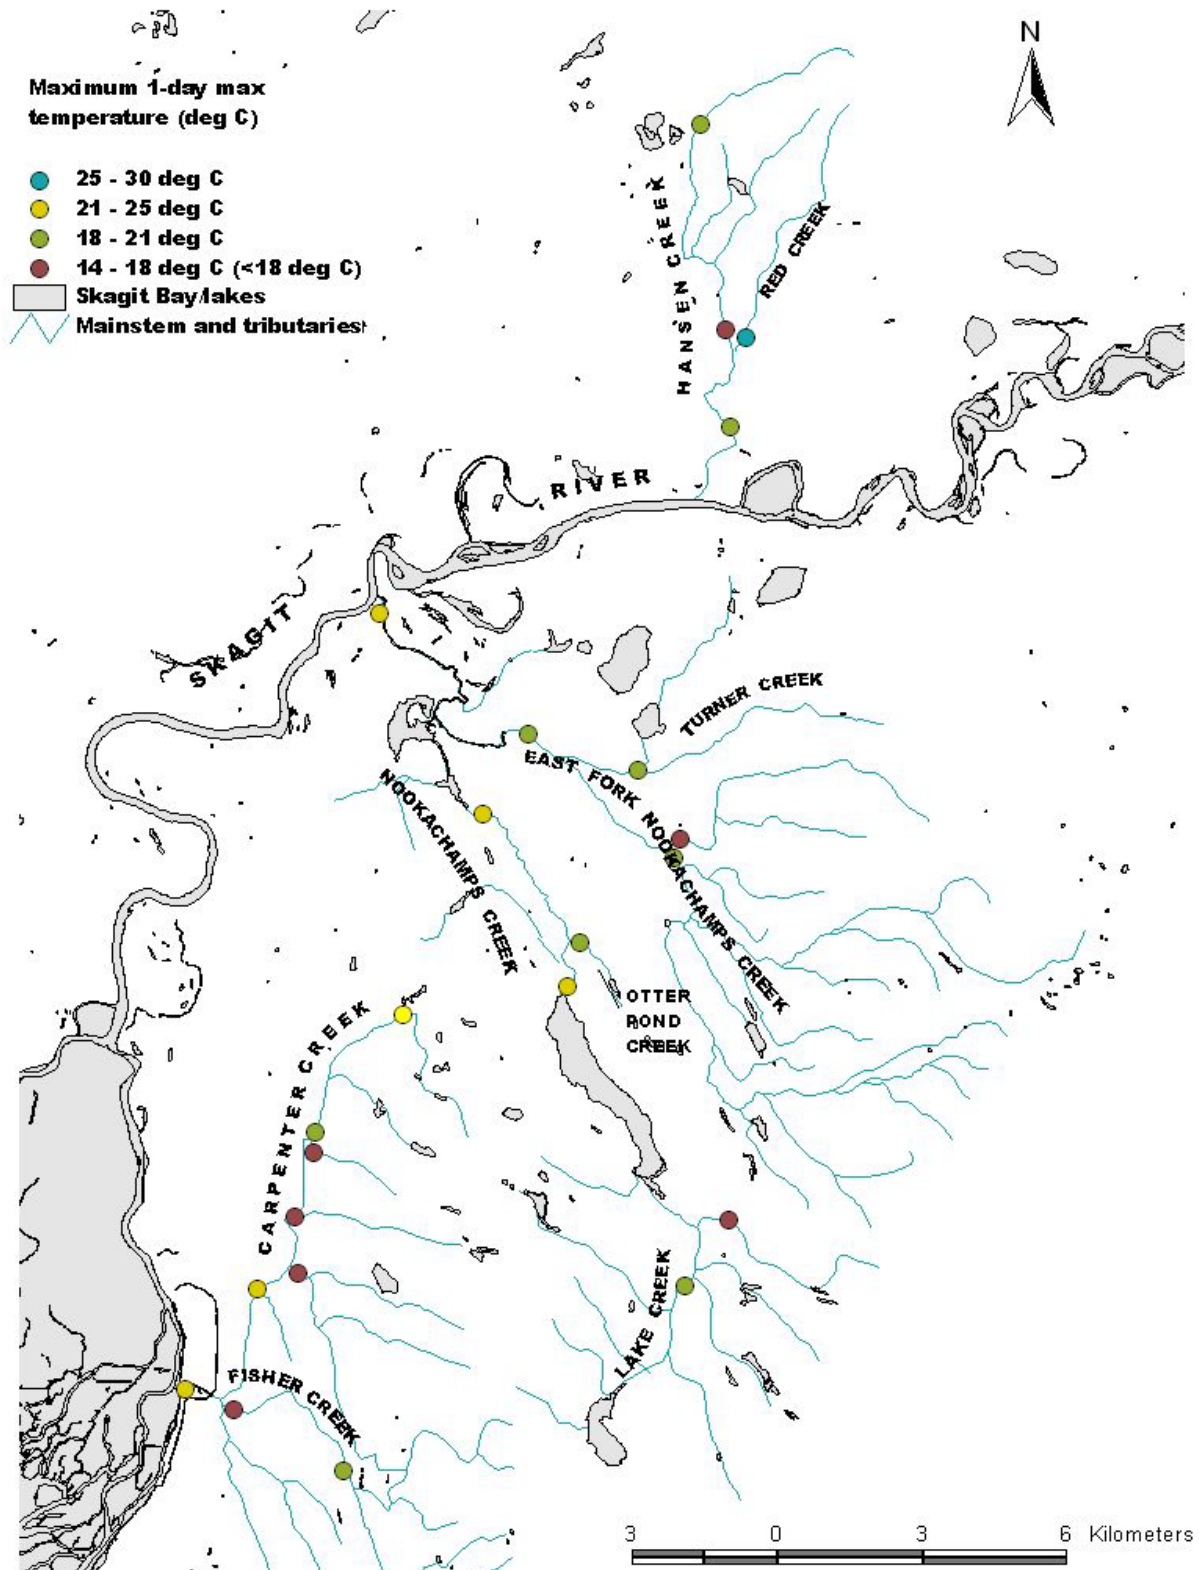 N
Maximum 1-day max
temperature (deg C)
25 - 30 deg C
21 - 25 deg C
18 - 21 deg C
14 - 18 deg C (<18 deg C)
Skagit Bay/lakes
Mainstem and tributaries
HANSEN CREEK
RED CREEK
SKAGIT RIVER
TURNER CREEK
EAST FORK NOOKACHAMPS CREEK
NOOKACHAMPS CREEK
OTTER
POND
CREEK
CARPENTER CREEK
LAKE CREEK
FISHER CREEK
3 0 3 6 Kilometers